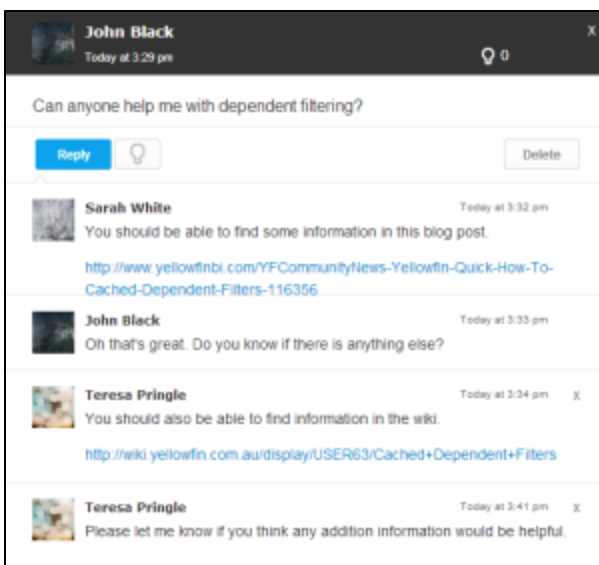 John Black
X
Today at 3:29 pm
0
Can anyone help me with dependent filtering?
Reply
Delete
Sarah White
Today at 3:32 pm
You should be able to find some information in this blog post.
http://www.yellowfinbi.com/YFCommunityNews-Yellowfin-Quick-How-To-
Cached-Dependent-Filters-116356
John Black
Today at 3:33 pm
Oh that's great. Do you know if there is anything else?
Teresa Pringle
Today at 3:34 pm
X
You should also be able to find information in the wiki.
http://wiki.yellowfin.com.au/display/USER63/Cached+Dependent+Filters
Teresa Pringle
Today at 3:41 pm
X
Please let me know if you think any addition information would be helpful.